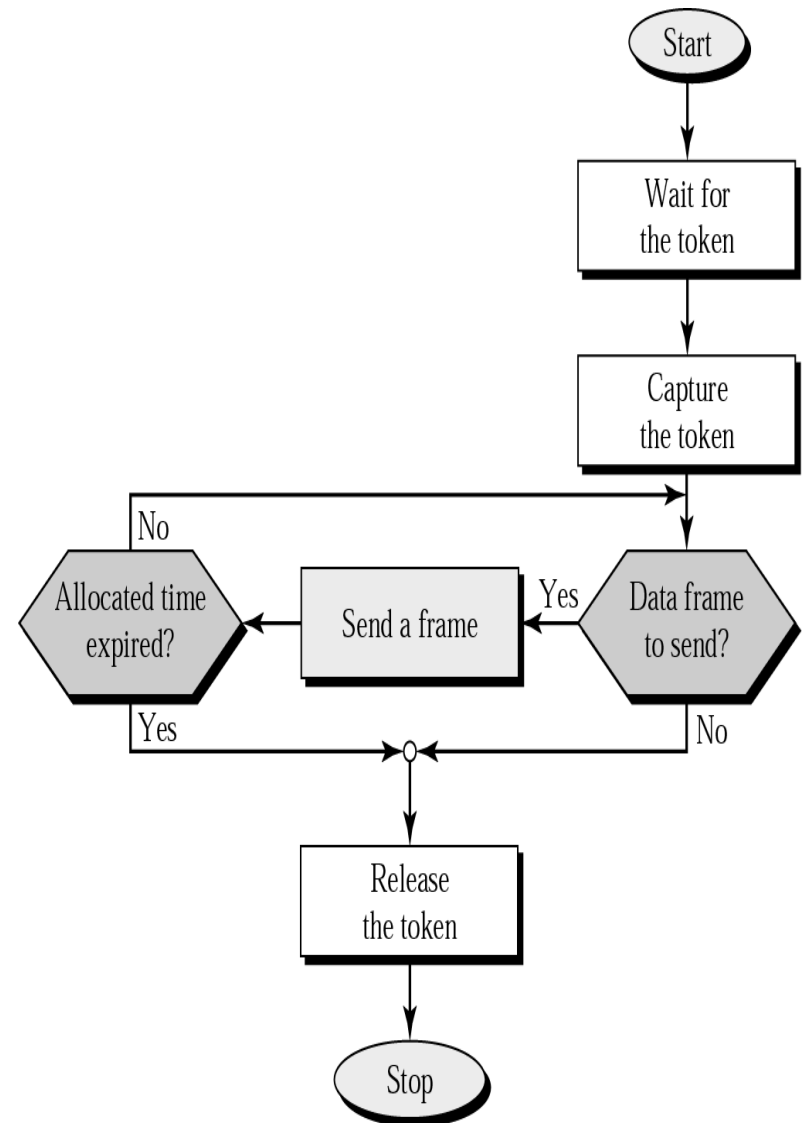 Start
Wait for
the token
Capture
the token
No
Allocated time
expired?
Send a frame
Yes
Data frame
to send?
Yes
No
Release
the token
Stop